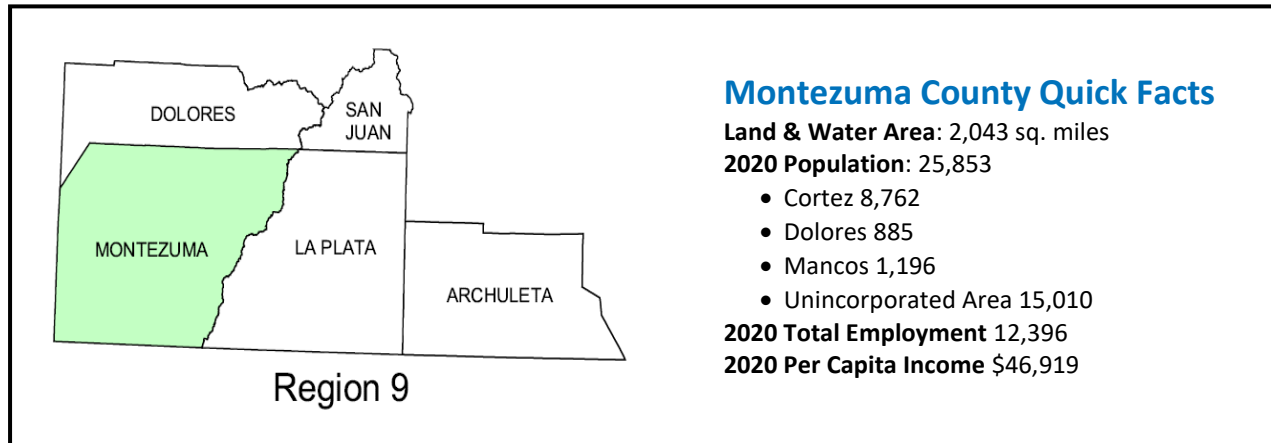 DOLORES
SAN
JUAN
MONTEZUMA
LA PLATA
ARCHULETA
Region 9
Montezuma County Quick Facts
Land & Water Area: 2,043 sq. miles
2020 Population: 25,853
• Cortez 8,762
• Dolores 885
• Mancos 1,196
• Unincorporated Area 15,010
2020 Total Employment 12,396
2020 Per Capita Income $46,919